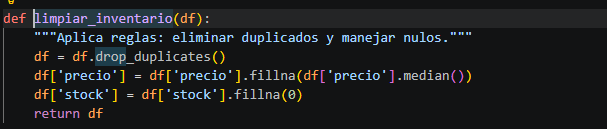 def limpiar_inventario(df):
    """Aplica reglas: eliminar duplicados y manejar nulos."""
    df = df.drop_duplicates()
    df['precio'] = df['precio'].fillna(df['precio'].median())
    df['stock'] = df['stock'].fillna(0)
    return df